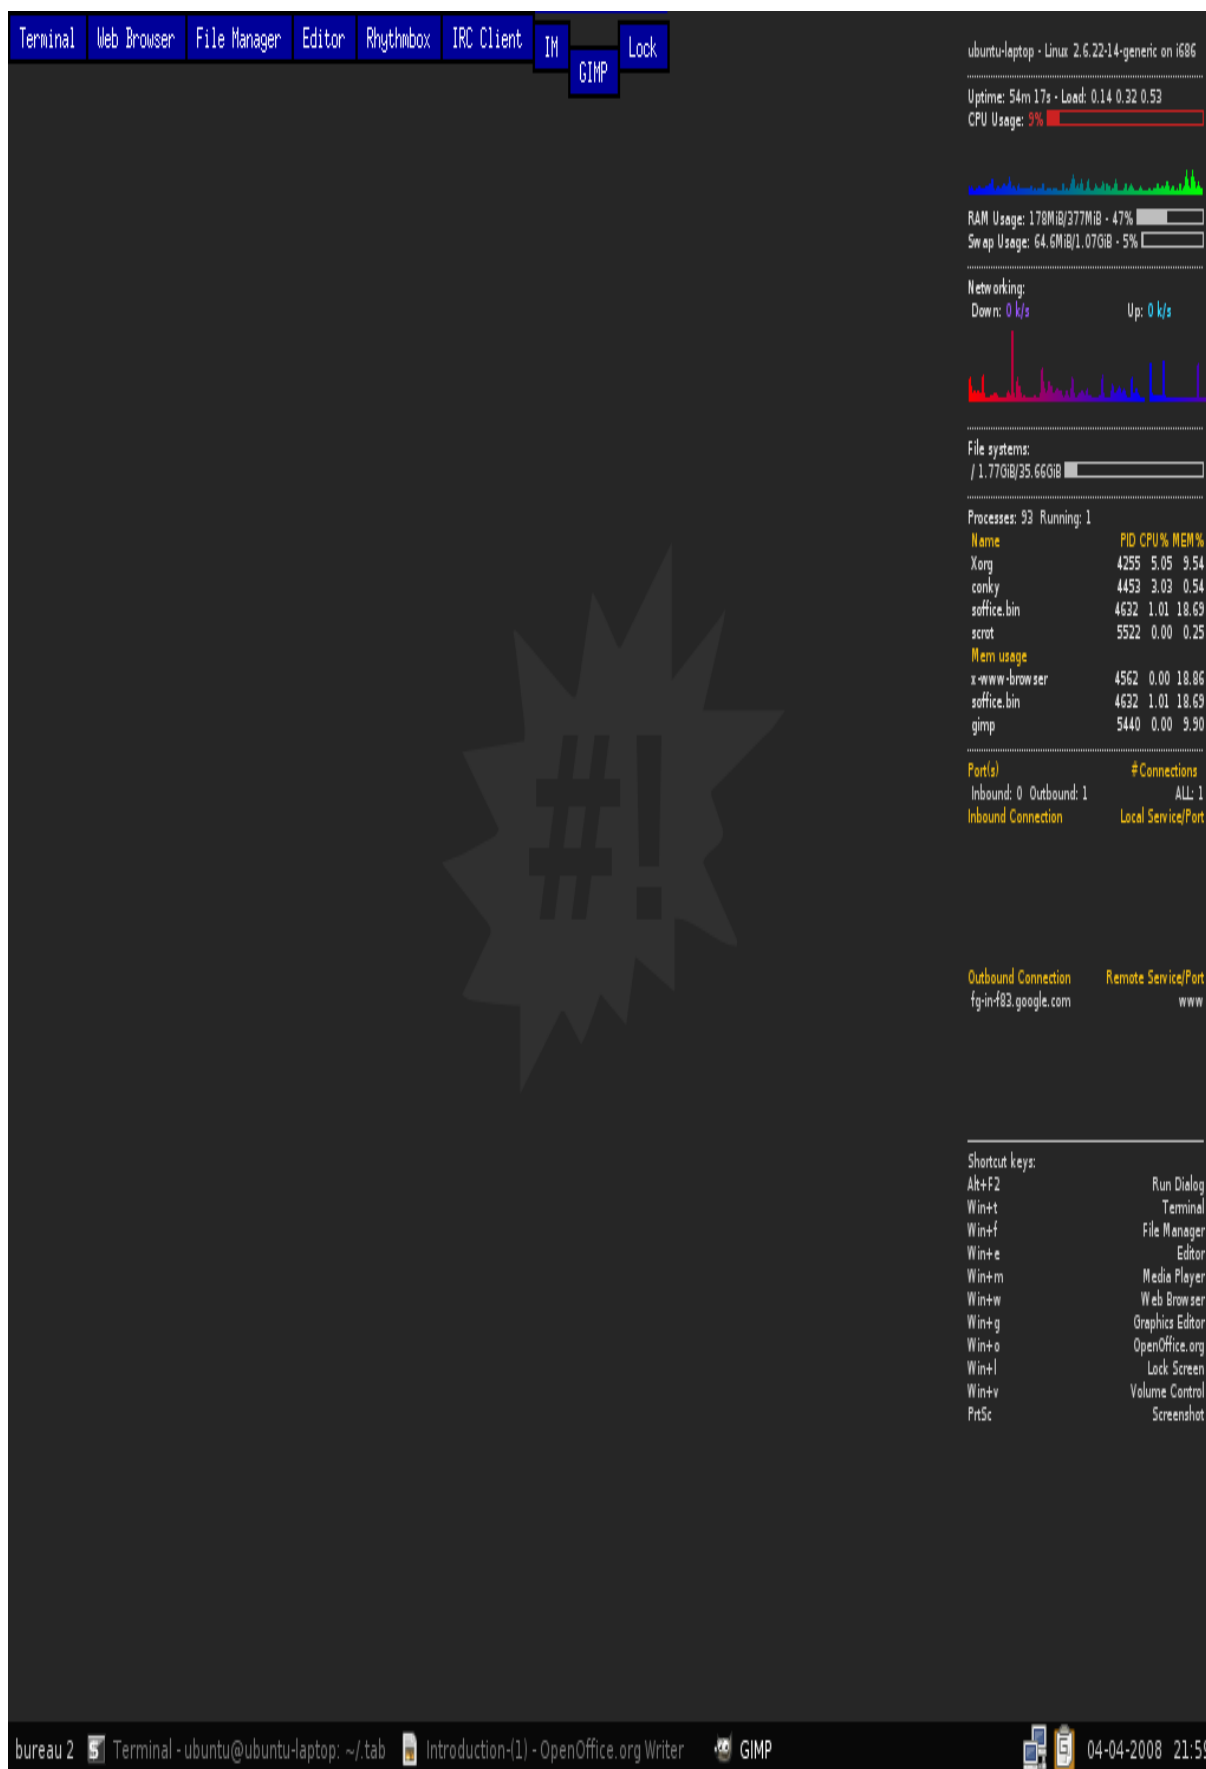 Terminal Web Browser File Manager Editor Rhythmbox IRC Client IM GIMP Lock
ubuntu-laptop - Linux 2.6.22-14-generic on i686
Uptime: 54m 17s - Load: 0.14 0.32 0.53
CPU Usage: 9%
RAM Usage: 178MiB/377MiB - 47%
Swap Usage: 64.6MiB/1.07GiB - 5%
Networking:
Down: 0 k/s Up: 0 k/s
File systems:
/ 1.77GiB/35.66GiB
Processes: 93 Running: 1
Name PID CPU% MEM%
Xorg 4255 5.05 9.54
conky 4453 3.03 0.54
soffice.bin 4632 1.01 18.69
scrot 5522 0.00 0.25
Mem usage
x-www-browser 4562 0.00 18.86
soffice.bin 4632 1.01 18.69
gimp 5440 0.00 9.90
#!
Port(s) # Connections
Inbound: 0 Outbound: 1 ALL: 1
Inbound Connection Local Service/Port
Outbound Connection Remote Service/Port
fg-in-f83.google.com www
Shortcut keys:
Alt+F2 Run Dialog
Win+t Terminal
Win+f File Manager
Win+e Editor
Win+m Media Player
Win+w Web Browser
Win+g Graphics Editor
Win+o OpenOffice.org
Win+l Lock Screen
Win+v Volume Control
PrtSc Screenshot
bureau 2 Terminal - ubuntu@ubuntu-laptop: ~/.tab Introduction-(1) - OpenOffice.org Writer GIMP 04-04-2008 21:59